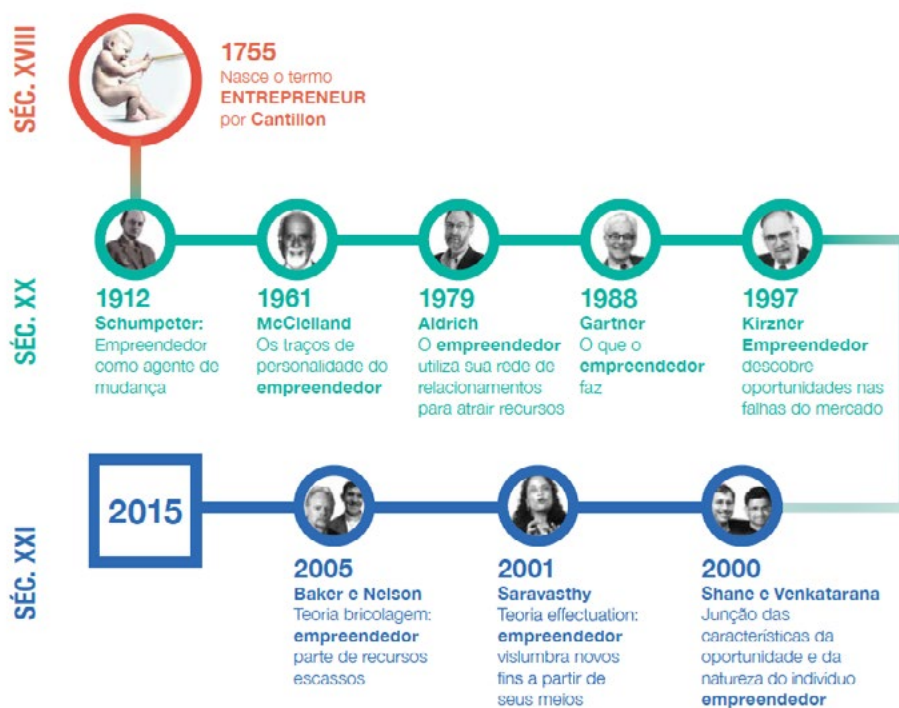 SÉC. XVIII
1755
Nasce o termo
ENTREPRENEUR
por Cantillon
SÉC. XX
1912
Schumpeter:
Empreendedor
como agente de
mudança
1961
McClelland
Os traços de
personalidade do
empreendedor
1979
Aldrich
O empreendedor
utiliza sua rede de
relacionamentos
para atrair recursos
1988
Gartner
O que o
empreendedor
faz
1997
Kirzner
Empreendedor
descobre
oportunidades nas
falhas do mercado
SÉC. XXI
2015
2005
Baker e Nelson
Teoria bricolagem:
empreendedor
parte de recursos
escassos
2001
Saravasthy
Teoria effectuation:
empreendedor
vislumbra novos
fins a partir de
seus meios
2000
Shane e Venkatarana
Junção das
características da
oportunidade e da
natureza do indivíduo
empreendedor